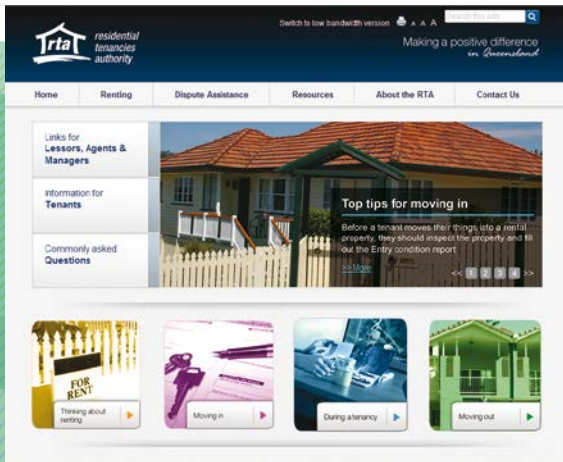 Switch to low bandwidth version A A A Search this site
rta residential
tenancies
authority
Making a positive difference
in Queensland
Home Renting Dispute Assistance Resources About the RTA Contact Us
Links for
Lessors, Agents &
Managers
Information for
Tenants
Commonly asked
Questions
Top tips for moving in
Before a tenant moves their things into a rental
property, they should inspect the property and fill
out the Entry condition report
>> More
<< 1 2 3 4 >>
FOR
RENT
Thinking about
renting
Moving in
During a tenancy
Moving out